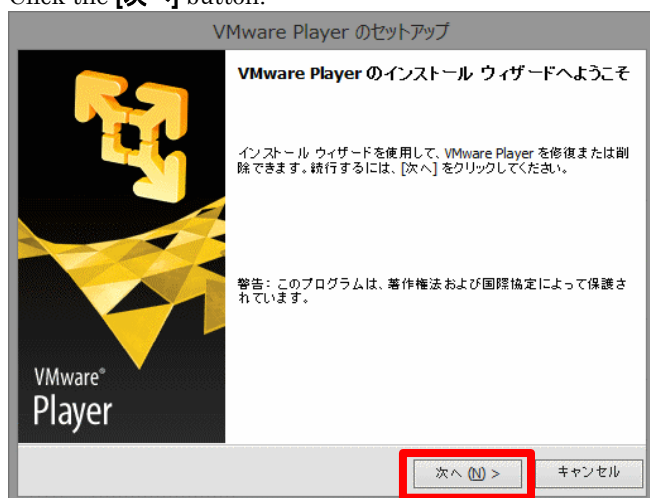 Click the [次へ] button.
VMware Player のセットアップ
VMware Player のインストール ウィザードへようこそ
インストール ウィザードを使用して、VMware Player を修復または削
除できます。続行するには、[次へ] をクリックしてください。
警告: このプログラムは、著作権法および国際協定によって保護さ
れています。
VMware®
Player
次へ (N) >
キャンセル